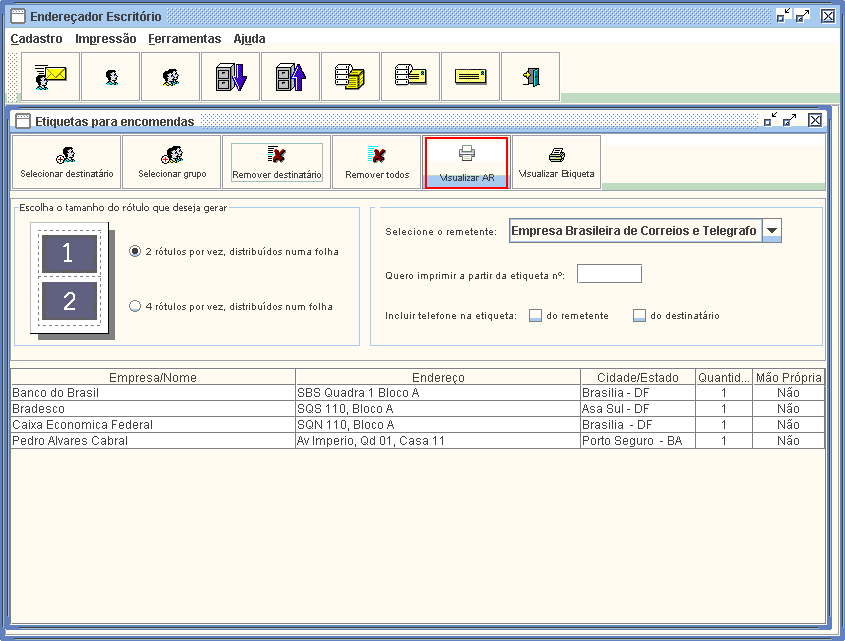 Endereçador Escritório
Cadastro Impressão Ferramentas Ajuda
Etiquetas para encomendas
Selecionar destinatário Selecionar grupo Remover destinatário Remover todos Visualizar AR Visualizar Etiqueta
Escolha o tamanho do rótulo que deseja gerar
1
2
2 rótulos por vez, distribuídos numa folha
4 rótulos por vez, distribuídos num folha
Selecione o remetente: Empresa Brasileira de Correios e Telegrafo
Quero imprimir a partir da etiqueta nº:
Incluir telefone na etiqueta: do remetente do destinatário
Empresa/Nome Endereço Cidade/Estado Quantid... Mão Própria
Banco do Brasil SBS Quadra 1 Bloco A Brasilia - DF 1 Não
Bradesco SQS 110, Bloco A Asa Sul - DF 1 Não
Caixa Economica Federal SQN 110, Bloco A Brasilia - DF 1 Não
Pedro Alvares Cabral Av Imperio, Qd 01, Casa 11 Porto Seguro - BA 1 Não